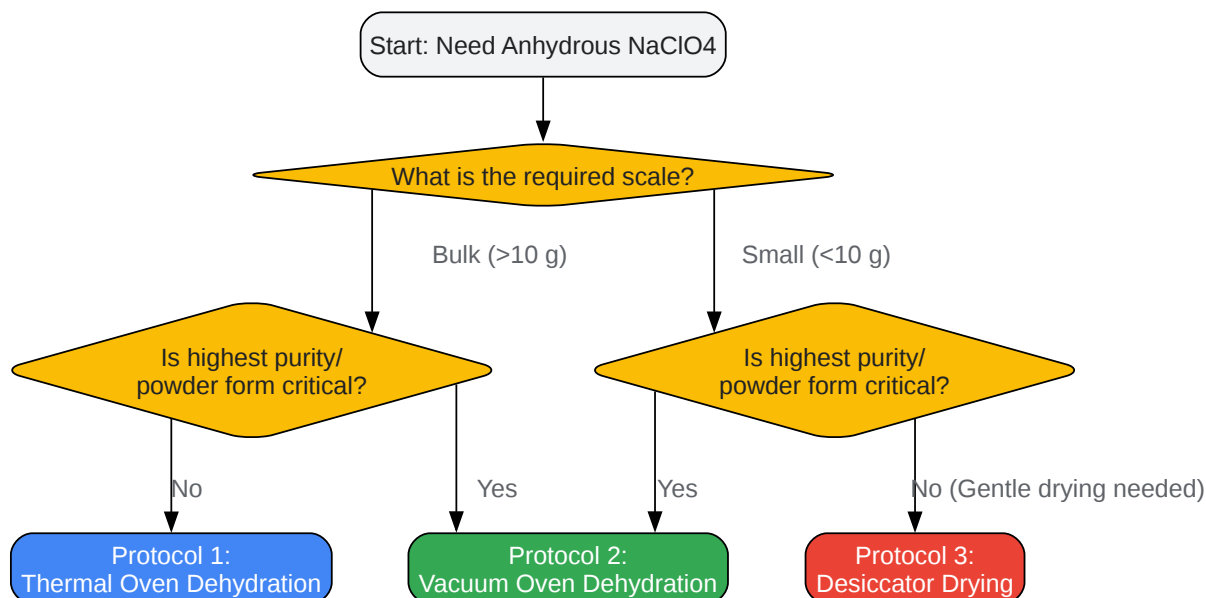 Start: Need Anhydrous NaClO4
What is the required scale?
Bulk (>10 g)
Small (<10 g)
Is highest purity/
powder form critical?
Is highest purity/
powder form critical?
No
Yes
Yes
No (Gentle drying needed)
Protocol 1:
Thermal Oven Dehydration
Protocol 2:
Vacuum Oven Dehydration
Protocol 3:
Desiccator Drying